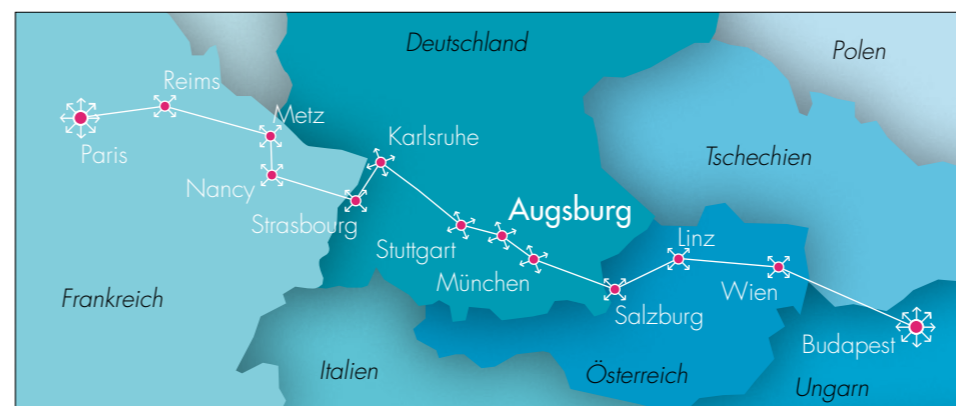 Deutschland
Polen
Reims
Metz
Paris
Karlsruhe
Tschechien
Nancy
Strasbourg
Augsburg
Stuttgart
Linz
München
Wien
Frankreich
Salzburg
Budapest
Italien
Österreich
Ungarn